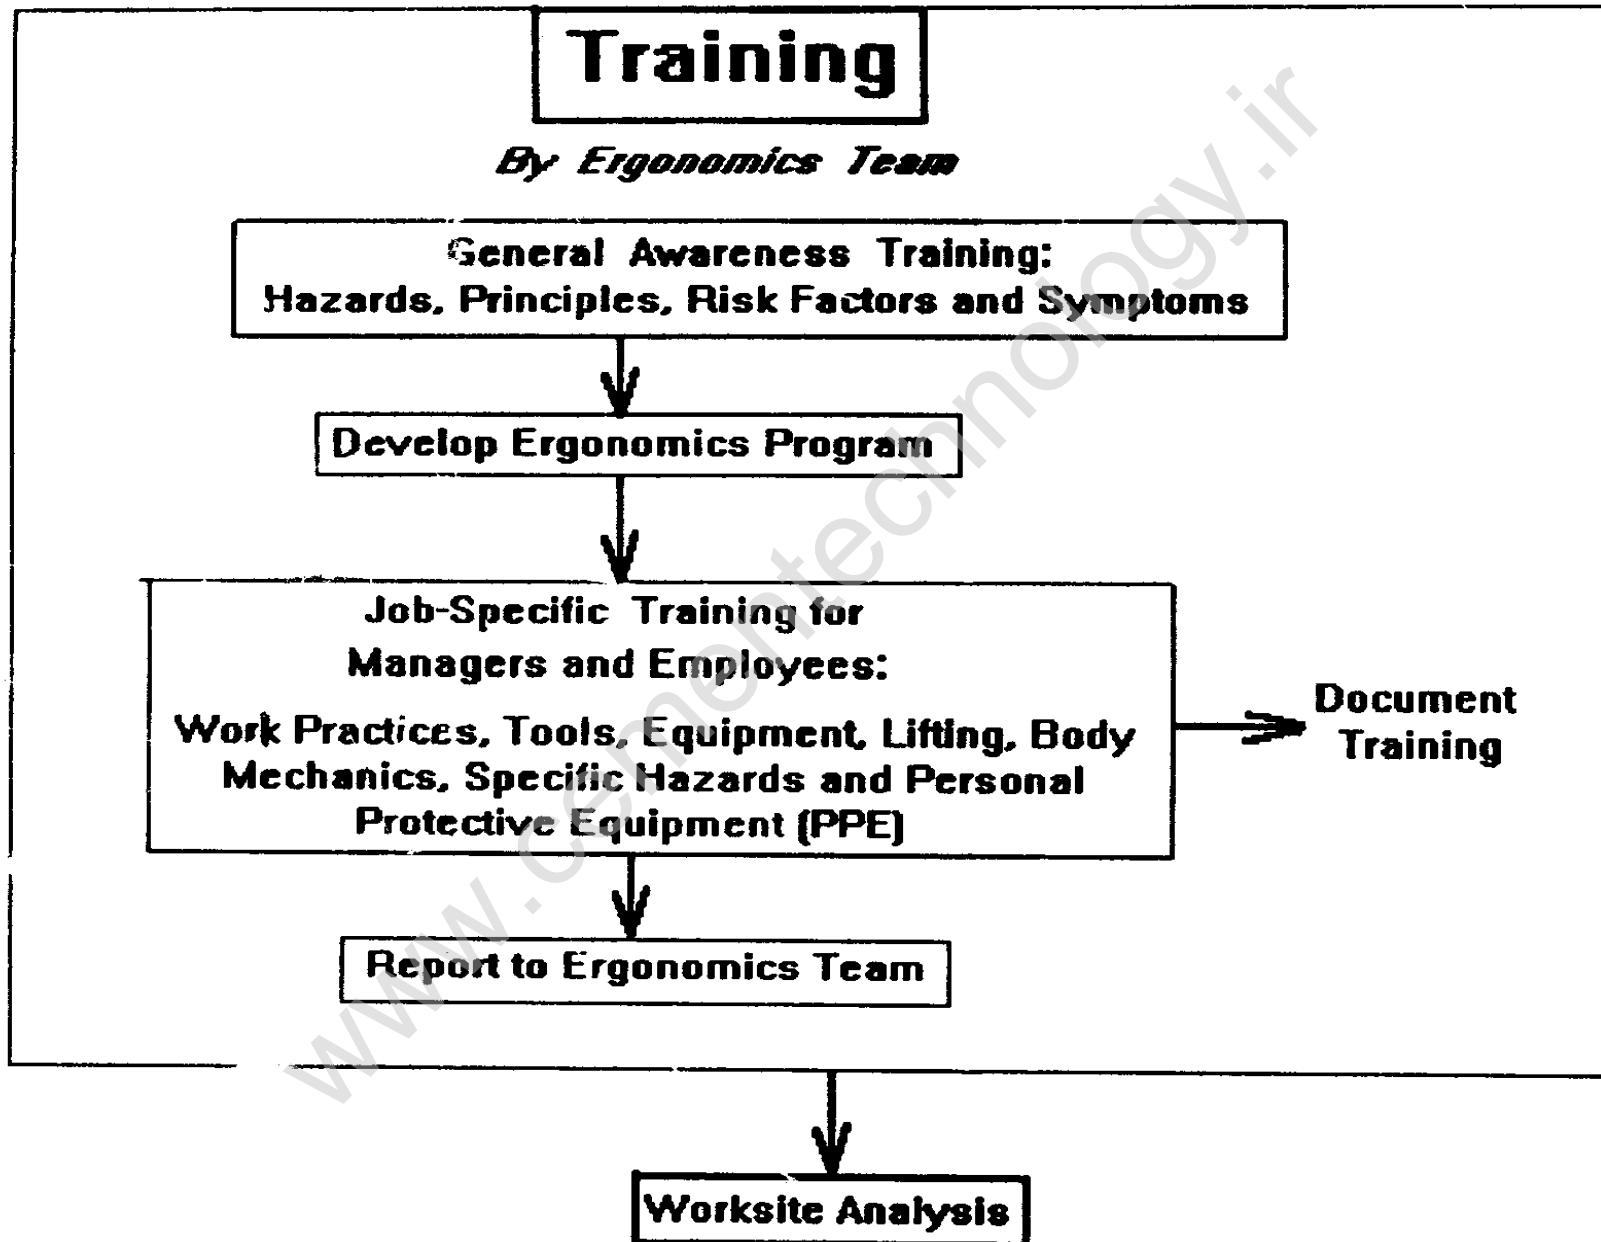 Training
By Ergonomics Team
General Awareness Training:
Hazards, Principles, Risk Factors and Symptoms
Develop Ergonomics Program
Job-Specific Training for
Managers and Employees:
Work Practices, Tools, Equipment, Lifting, Body
Mechanics, Specific Hazards and Personal
Protective Equipment (PPE)
Document
Training
Report to Ergonomics Team
Worksite Analysis
www.cementechnology.ir